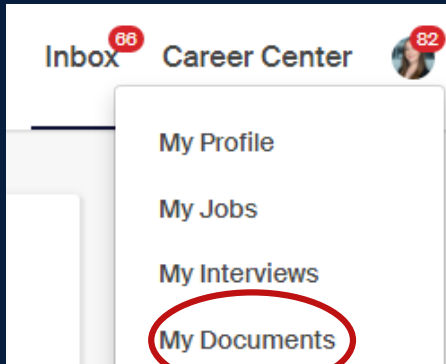 Inbox 66 Career Center 82
My Profile
My Jobs
My Interviews
My Documents